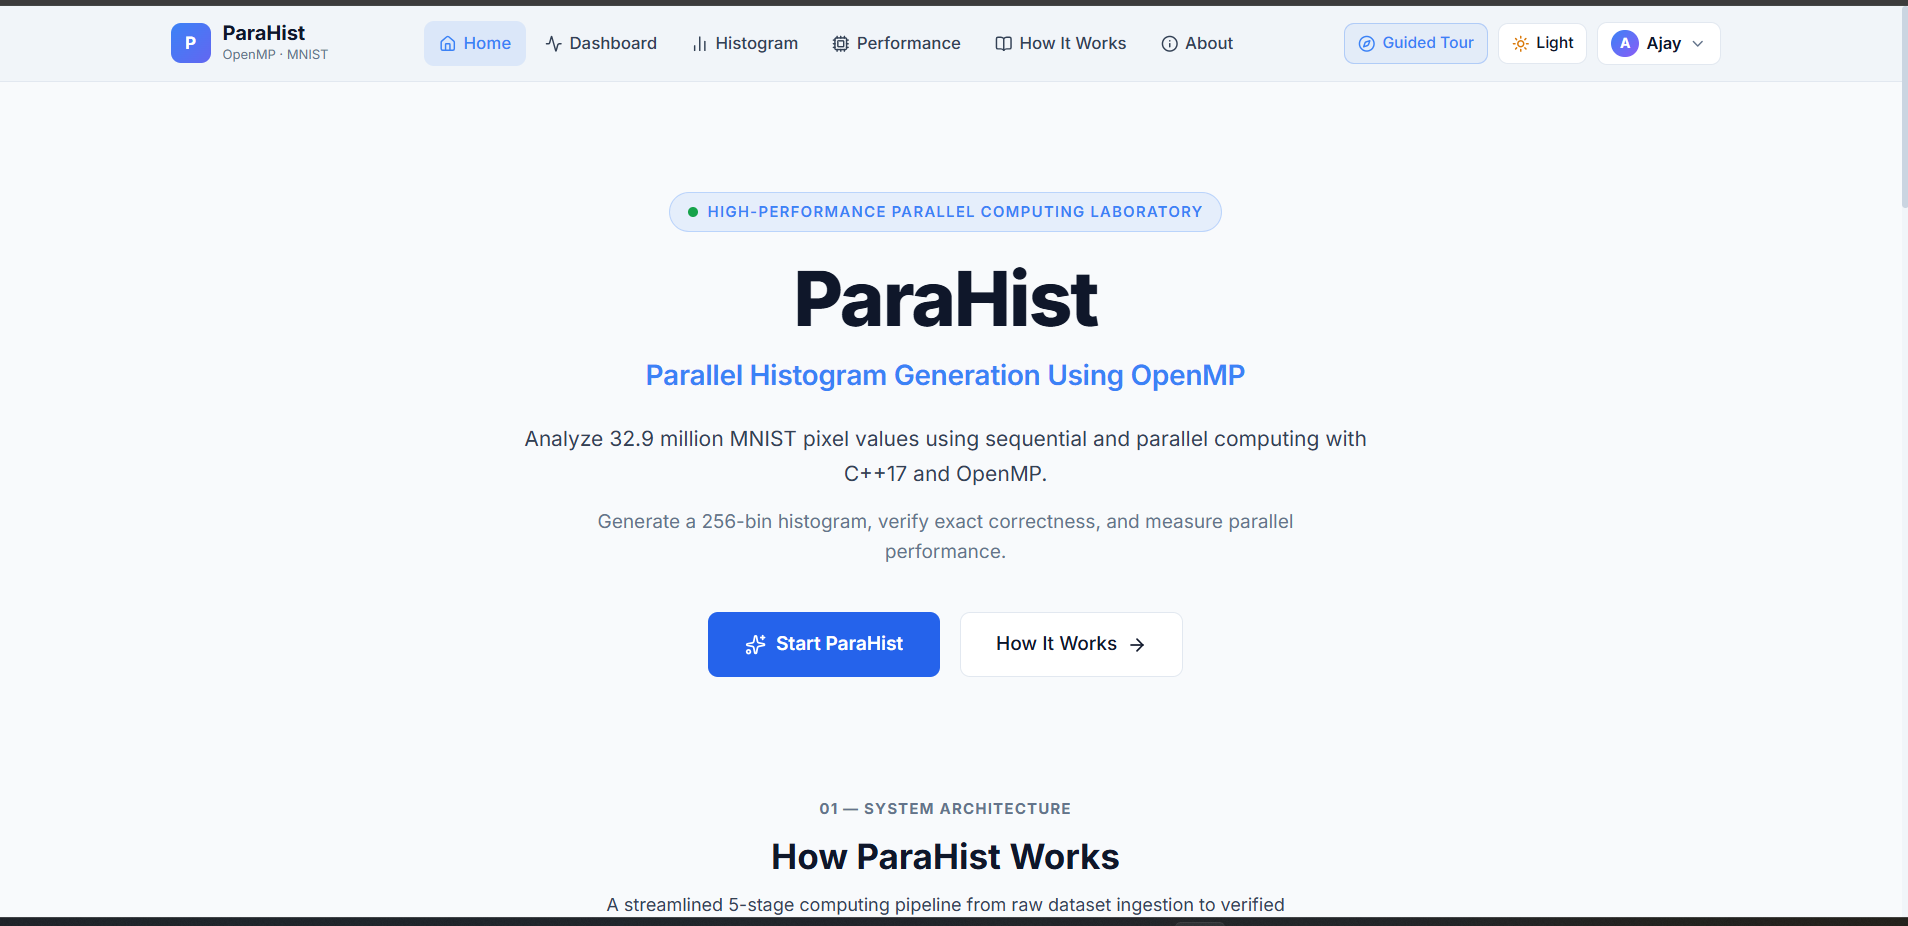 P
ParaHist
OpenMP · MNIST
Home
Dashboard
Histogram
Performance
How It Works
About
Guided Tour
Light
A
Ajay
HIGH-PERFORMANCE PARALLEL COMPUTING LABORATORY
ParaHist
Parallel Histogram Generation Using OpenMP
Analyze 32.9 million MNIST pixel values using sequential and parallel computing with
C++17 and OpenMP.
Generate a 256-bin histogram, verify exact correctness, and measure parallel
performance.
Start ParaHist
How It Works →
01 — SYSTEM ARCHITECTURE
How ParaHist Works
A streamlined 5-stage computing pipeline from raw dataset ingestion to verified